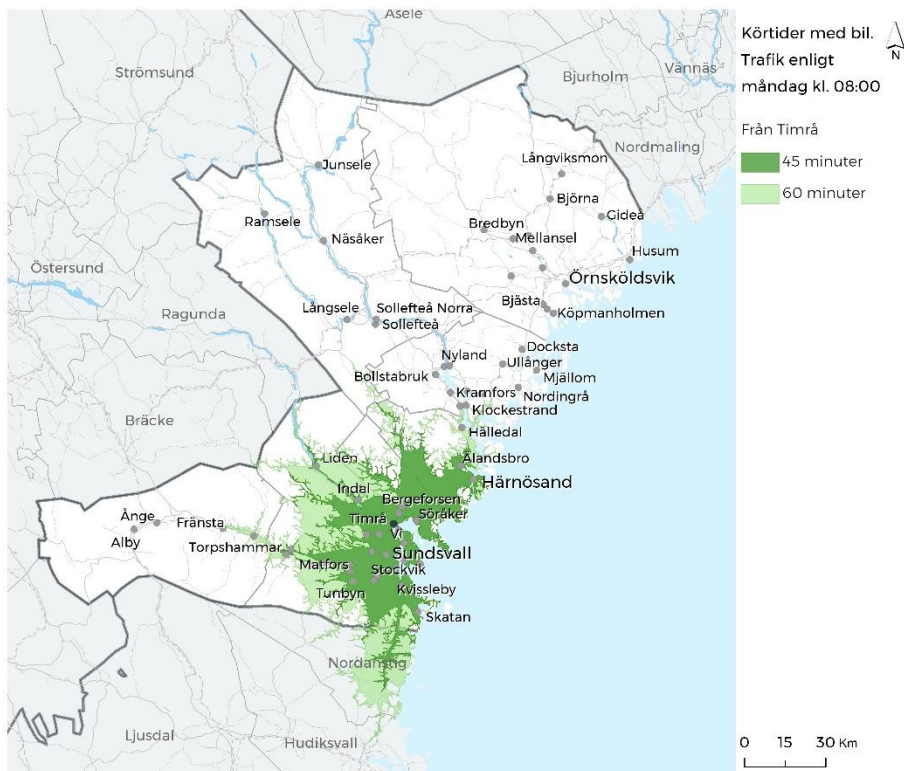 Åsele
Körtider med bil.
Trafik enligt
måndag kl. 08:00
N
Från Timrå
45 minuter
60 minuter
Strömsund
Bjurholm
Vännäs
Nordmaling
Junsele
Långviksmon
Björna
Ramsele
Gideå
Bredbyn
Näsåker
Mellansel
Husum
Östersund
Örnsköldsvik
Ragunda
Långsele
Sollefteå Norra
Bjästa
Köpmanholmen
Sollefteå
Docksta
Nyland
Ullånger
Bollstabruk
Mjällom
Kramfors
Nordingrå
Klockestrand
Bräcke
Hälledal
Liden
Älandsbro
Härnösand
Indal
Bergeforsen
Ånge
Fränsta
Timrå
Söråker
Alby
Vi
Torpshammar
Sundsvall
Matfors
Stockvik
Tunbyn
Kvissleby
Skatan
Nordanstig
Ljusdal
Hudiksvall
0 15 30 Km